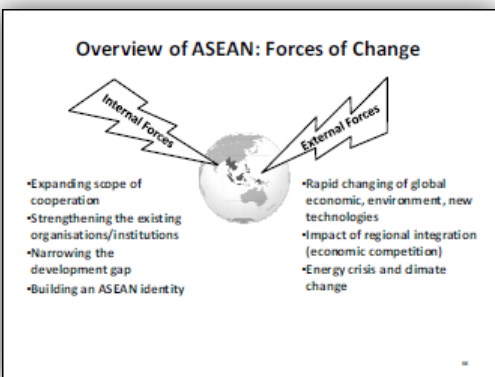 Overview of ASEAN: Forces of Change
Internal Forces
External Forces
•Expanding scope of
cooperation
•Strengthening the existing
organisations/institutions
•Narrowing the
development gap
•Building an ASEAN identity
•Rapid changing of global
economic, environment, new
technologies
•Impact of regional integration
(economic competition)
•Energy crisis and climate
change